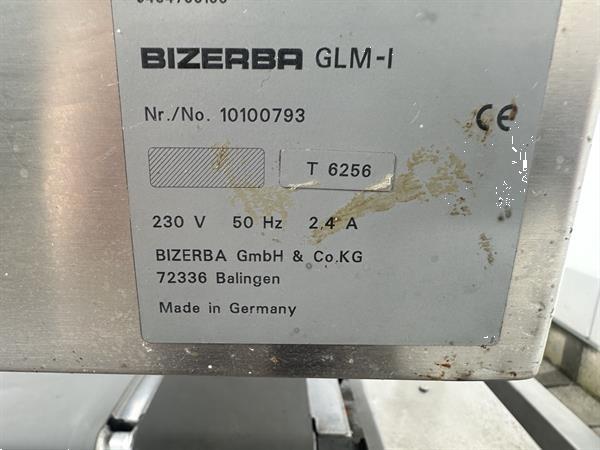 BIZERBA GLM-I
Nr./No. 10100793
CE
T 6256
230 V 50 Hz 2,4 A
BIZERBA GmbH & Co.KG
72336 Balingen
Made in Germany